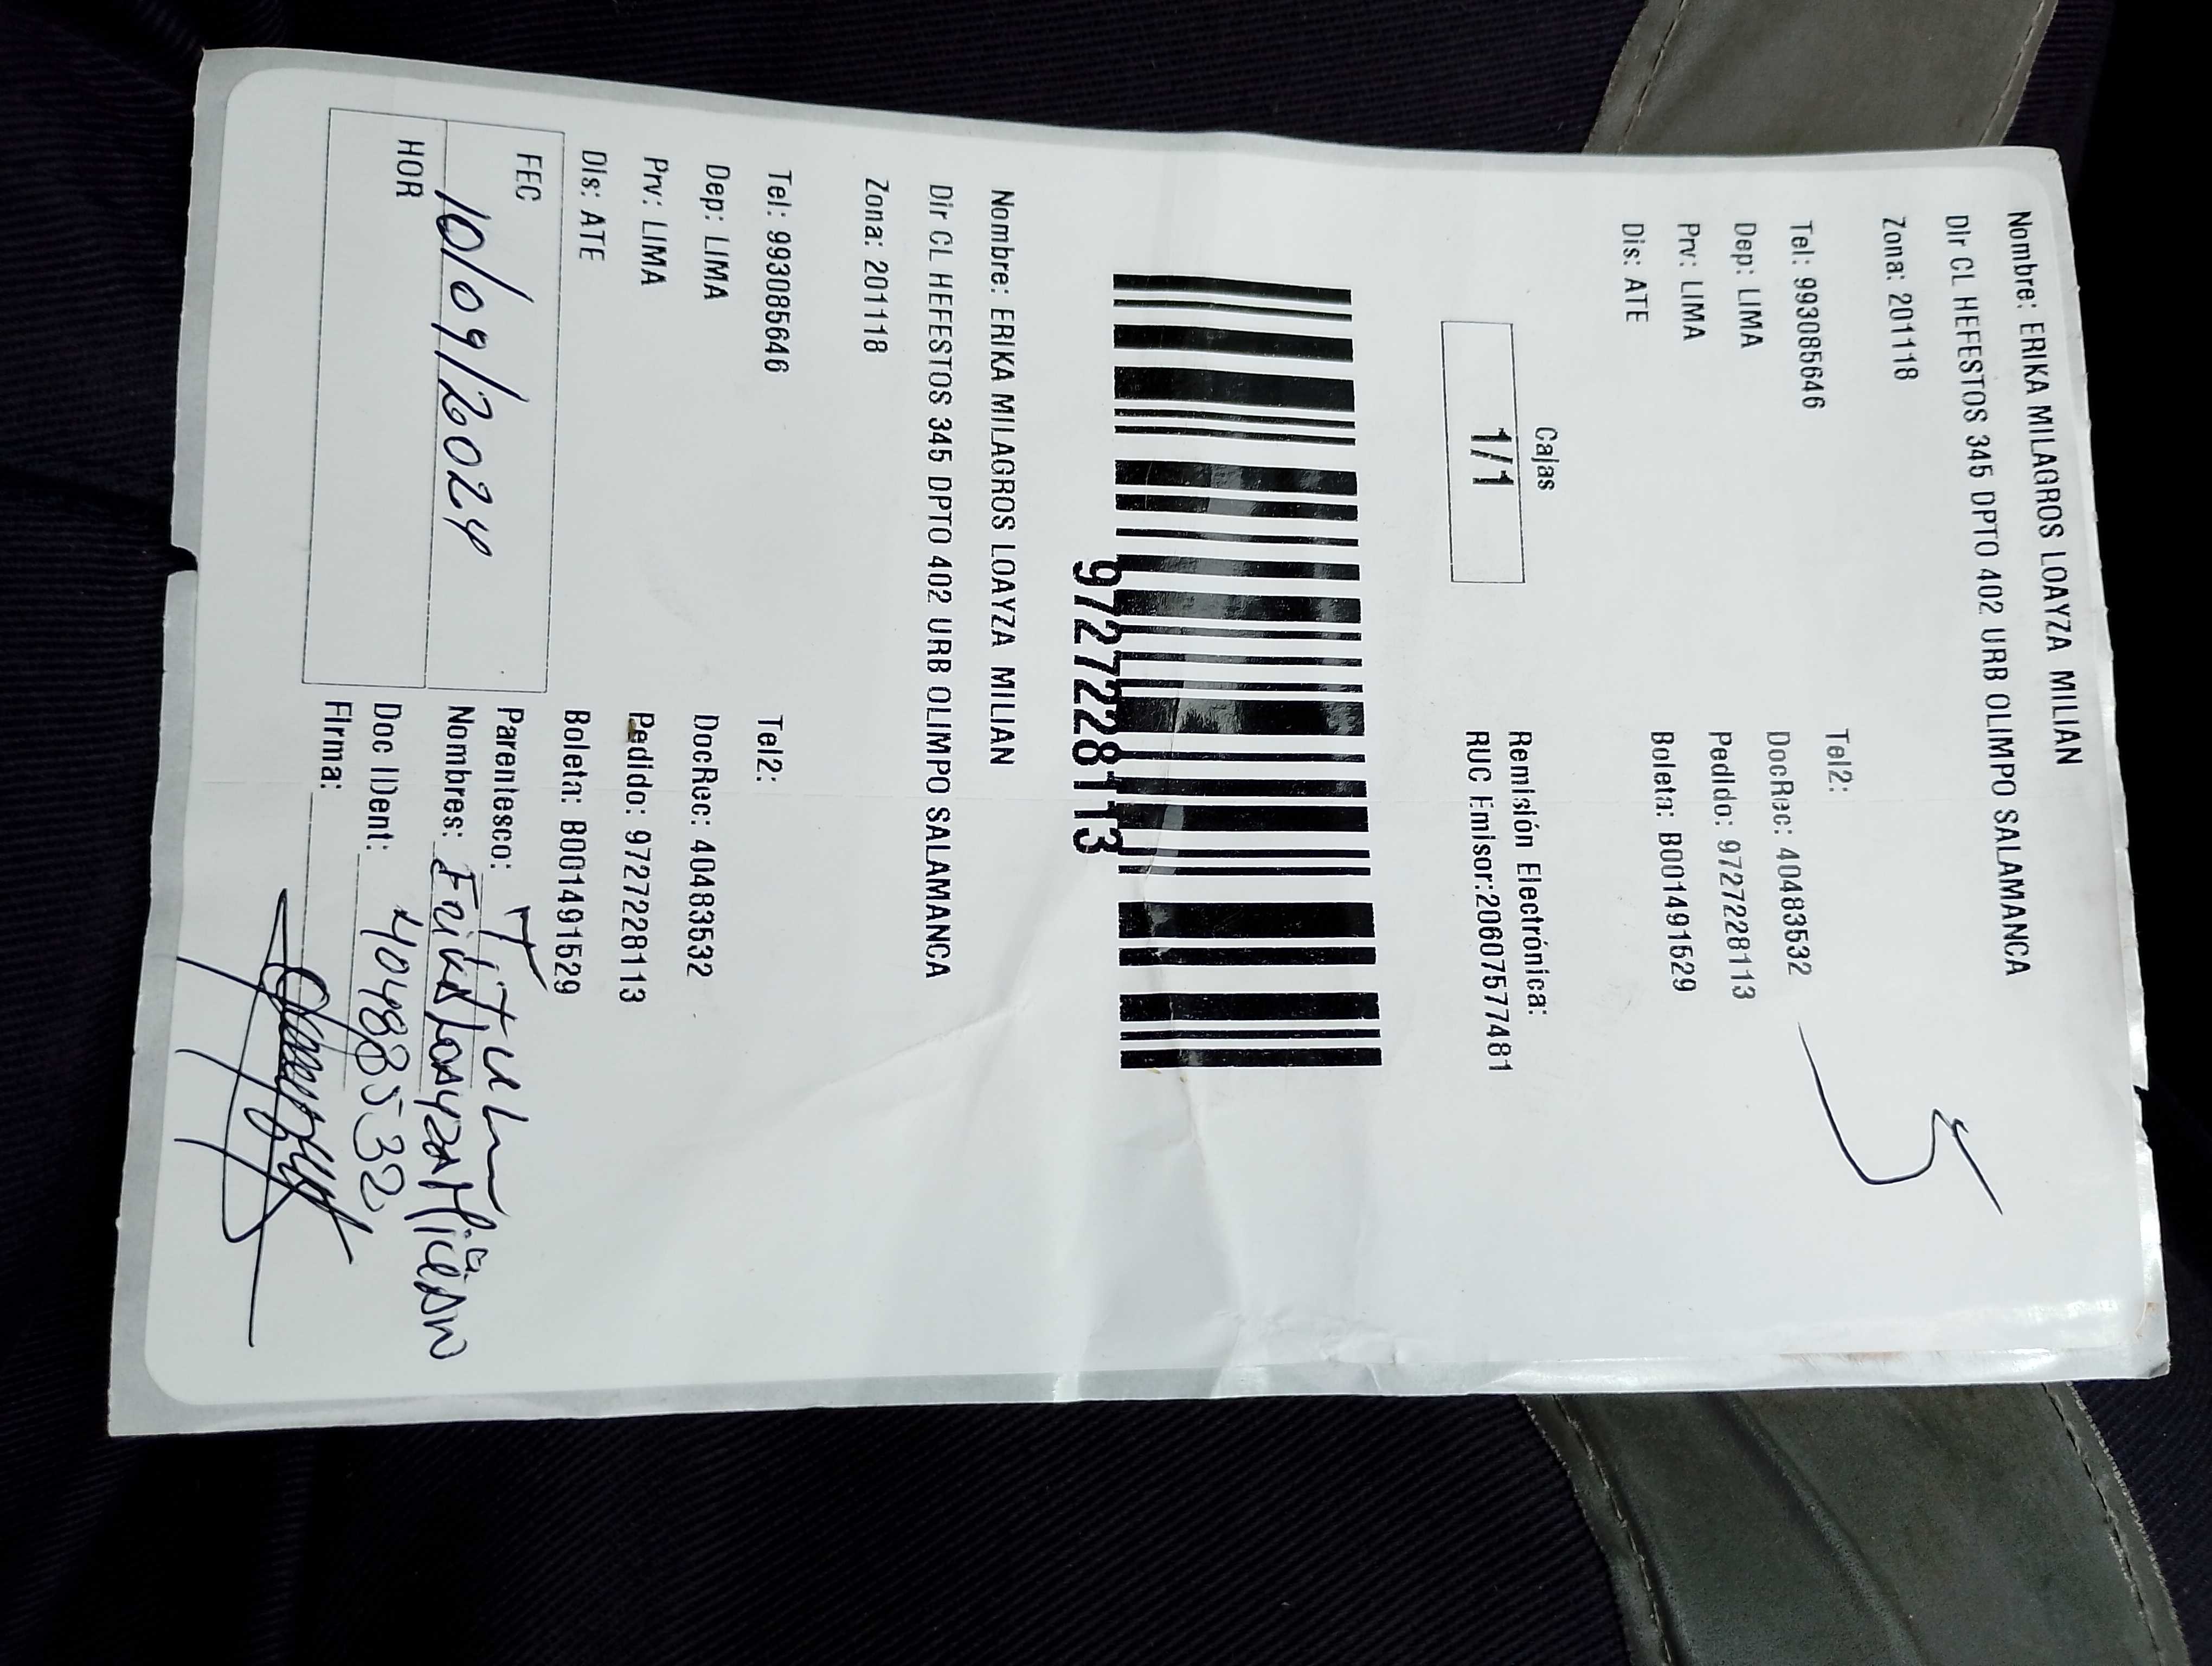 Nombre: ERIKA MILAGROS LOAYZA MILIAN
Dir CL HEFESTOS 345 DPTO 402 URB OLIMPO SALAMANCA
Zona: 201118
Tel: 993085646 Tel2:
Dep: LIMA DocRec: 40483532
Prv: LIMA Pedido: 9727228113
Dis: ATE Boleta: B001491529
5
Cajas Remisión Electrónica:
1/1 RUC Emisor:20607577481
9727228113
Nombre: ERIKA MILAGROS LOAYZA MILIAN
Dir CL HEFESTOS 345 DPTO 402 URB OLIMPO SALAMANCA
Zona: 201118
Tel: 993085646 Tel2:
Dep: LIMA DocRec: 40483532
Prv: LIMA Pedido: 9727228113
Dis: ATE Boleta: B001491529
FEC 10/09/2024
HOR
Parentesco: Titular
Nombres: Erika Loayza Milian
Doc IDent: 40483532
Firma: